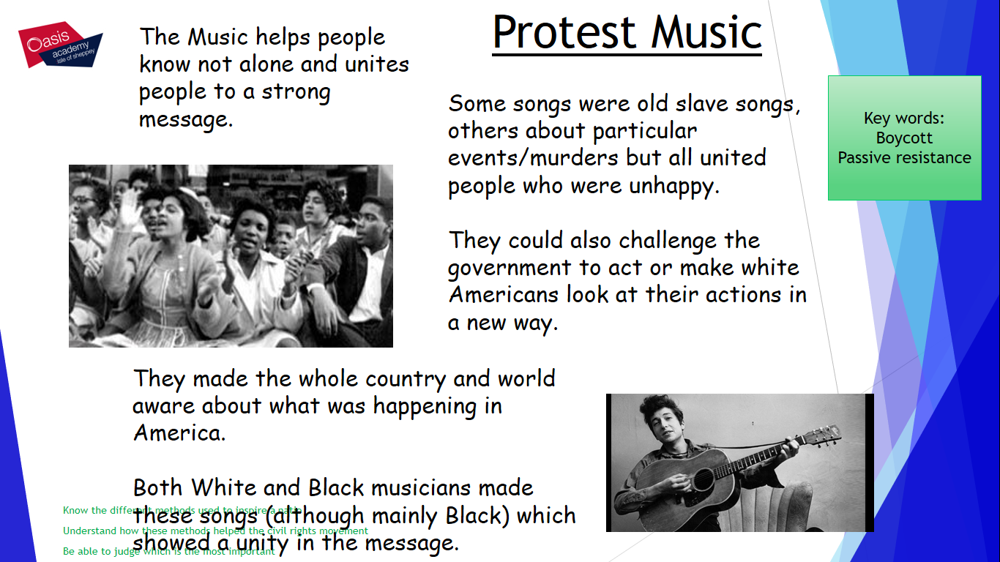 Oasis
academy
isle of sheppey
Protest Music
The Music helps people
know not alone and unites
people to a strong
message.
Some songs were old slave songs,
others about particular
events/murders but all united
people who were unhappy.
They could also challenge the
government to act or make white
Americans look at their actions in
a new way.
Key words:
Boycott
Passive resistance
They made the whole country and world
aware about what was happening in
America.
Both White and Black musicians made
these songs (although mainly Black) which
showed a unity in the message.
Know the different methods used to inspire a nation
Understand how these methods helped the civil rights movement
Be able to judge which is the most important